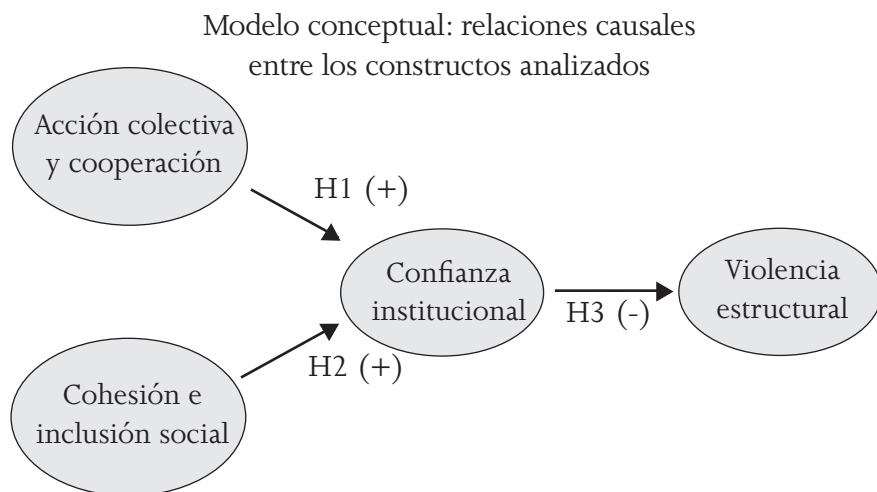 Modelo conceptual: relaciones causales
entre los constructos analizados
Acción colectiva
y cooperación
H1 (+)
Confianza
institucional
H3 (-)
Violencia
estructural
H2 (+)
Cohesión e
inclusión social